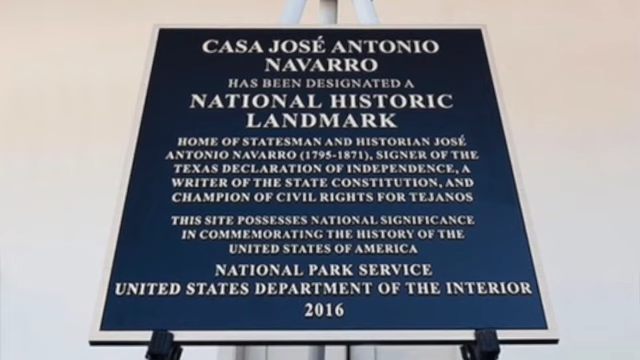 CASA JOSÉ ANTONIO
NAVARRO
HAS BEEN DESIGNATED A
NATIONAL HISTORIC
LANDMARK
HOME OF STATESMAN AND HISTORIAN JOSÉ
ANTONIO NAVARRO (1795-1871), SIGNER OF THE
TEXAS DECLARATION OF INDEPENDENCE, A
WRITER OF THE STATE CONSTITUTION, AND
CHAMPION OF CIVIL RIGHTS FOR TEJANOS
THIS SITE POSSESSES NATIONAL SIGNIFICANCE
IN COMMEMORATING THE HISTORY OF THE
UNITED STATES OF AMERICA
NATIONAL PARK SERVICE
UNITED STATES DEPARTMENT OF THE INTERIOR
2016